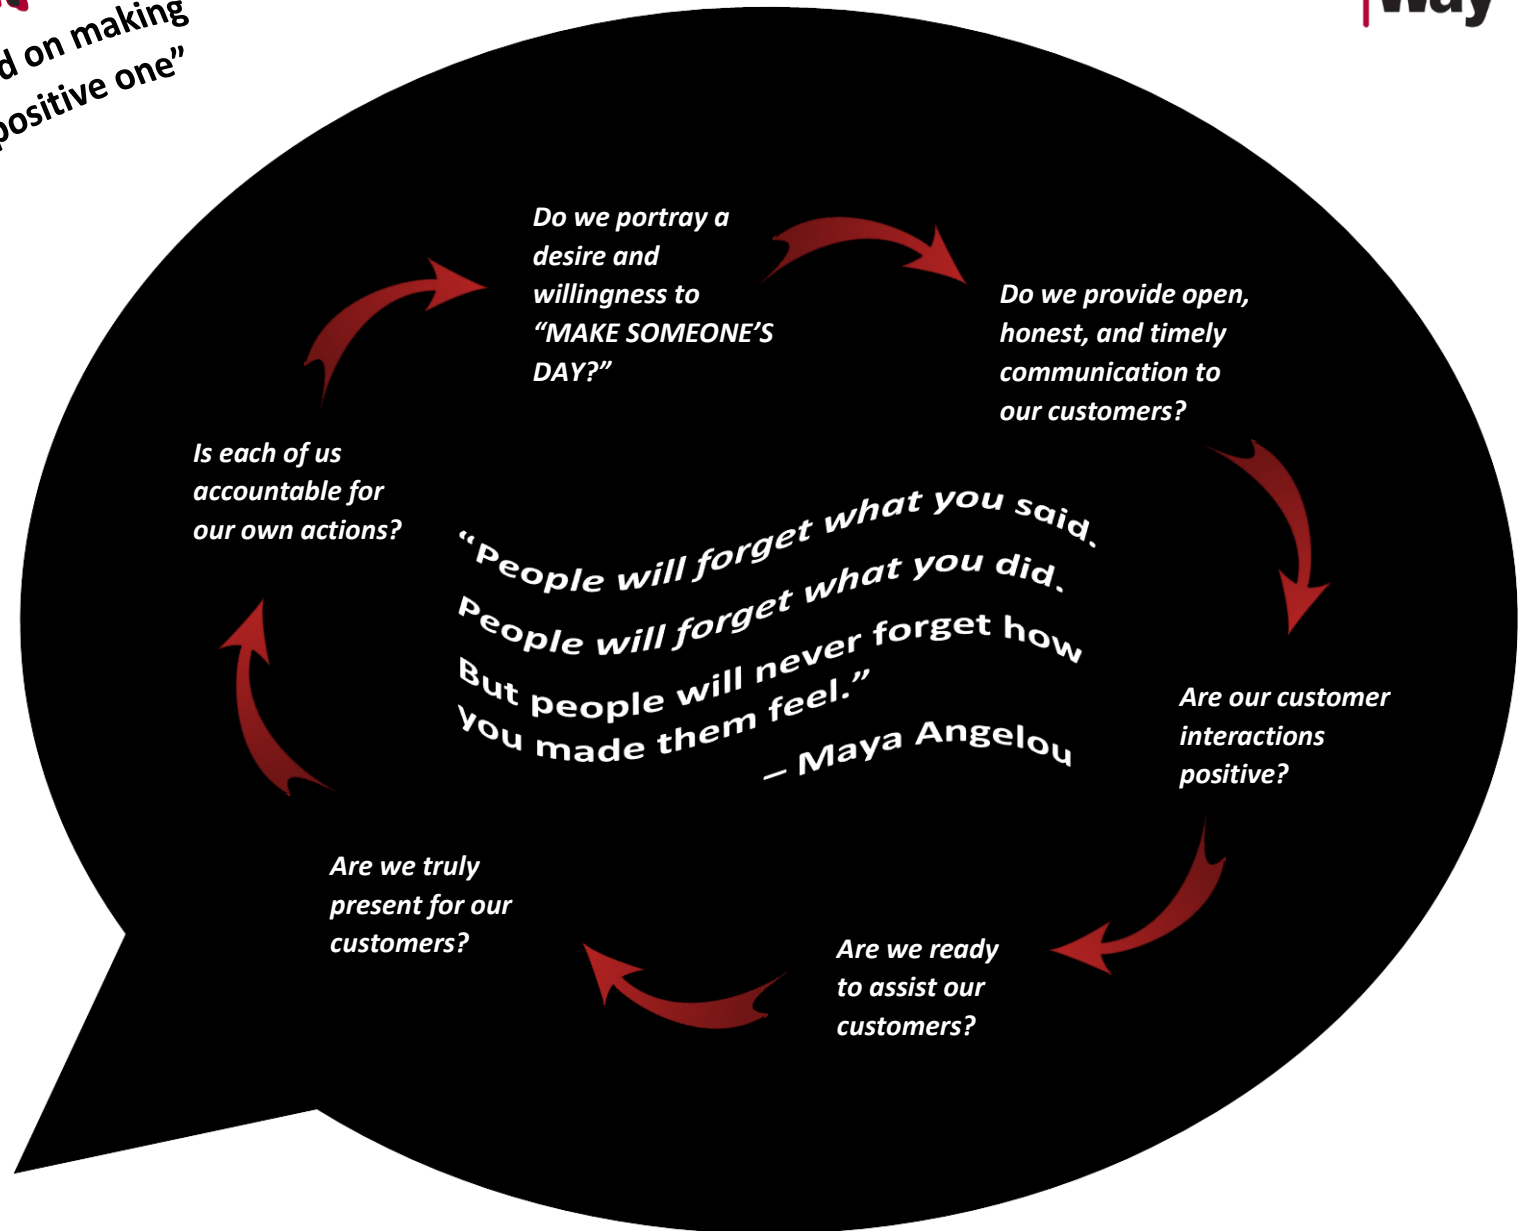 d on making
positive one”
Way
Do we portray a
desire and
willingness to
“MAKE SOMEONE’S
DAY?”
Do we provide open,
honest, and timely
communication to
our customers?
Is each of us
accountable for
our own actions?
“People will forget what you said.
People will forget what you did.
But people will never forget how
you made them feel.”
– Maya Angelou
Are our customer
interactions
positive?
Are we truly
present for our
customers?
Are we ready
to assist our
customers?